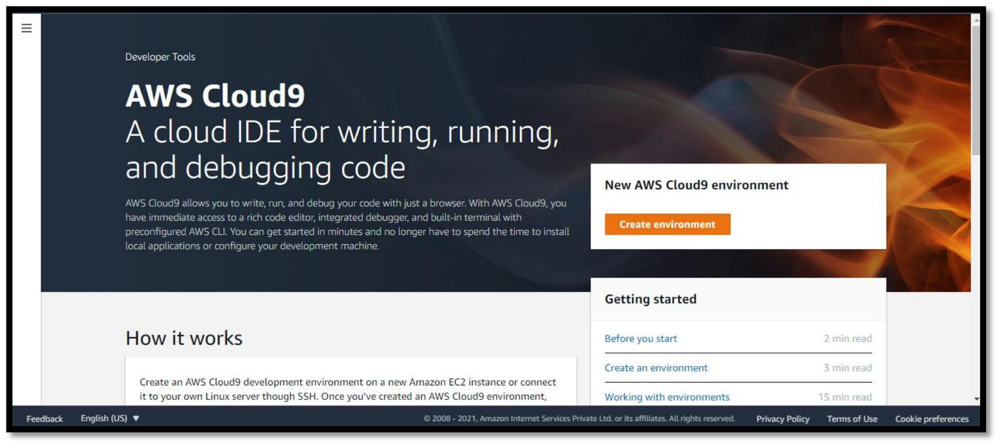 Developer Tools
AWS Cloud9
A cloud IDE for writing, running,
and debugging code
AWS Cloud9 allows you to write, run, and debug your code with just a browser. With AWS Cloud9, you
have immediate access to a rich code editor, integrated debugger, and built-in terminal with
preconfigured AWS CLI. You can get started in minutes and no longer have to spend the time to install
local applications or configure your development machine.
New AWS Cloud9 environment
Create environment
Getting started
Before you start 2 min read
Create an environment 3 min read
Working with environments 15 min read
How it works
Create an AWS Cloud9 development environment on a new Amazon EC2 instance or connect
it to your own Linux server though SSH. Once you've created an AWS Cloud9 environment,
Feedback English (US) © 2008 - 2021, Amazon Internet Services Private Ltd. or its affiliates. All rights reserved. Privacy Policy Terms of Use Cookie preferences